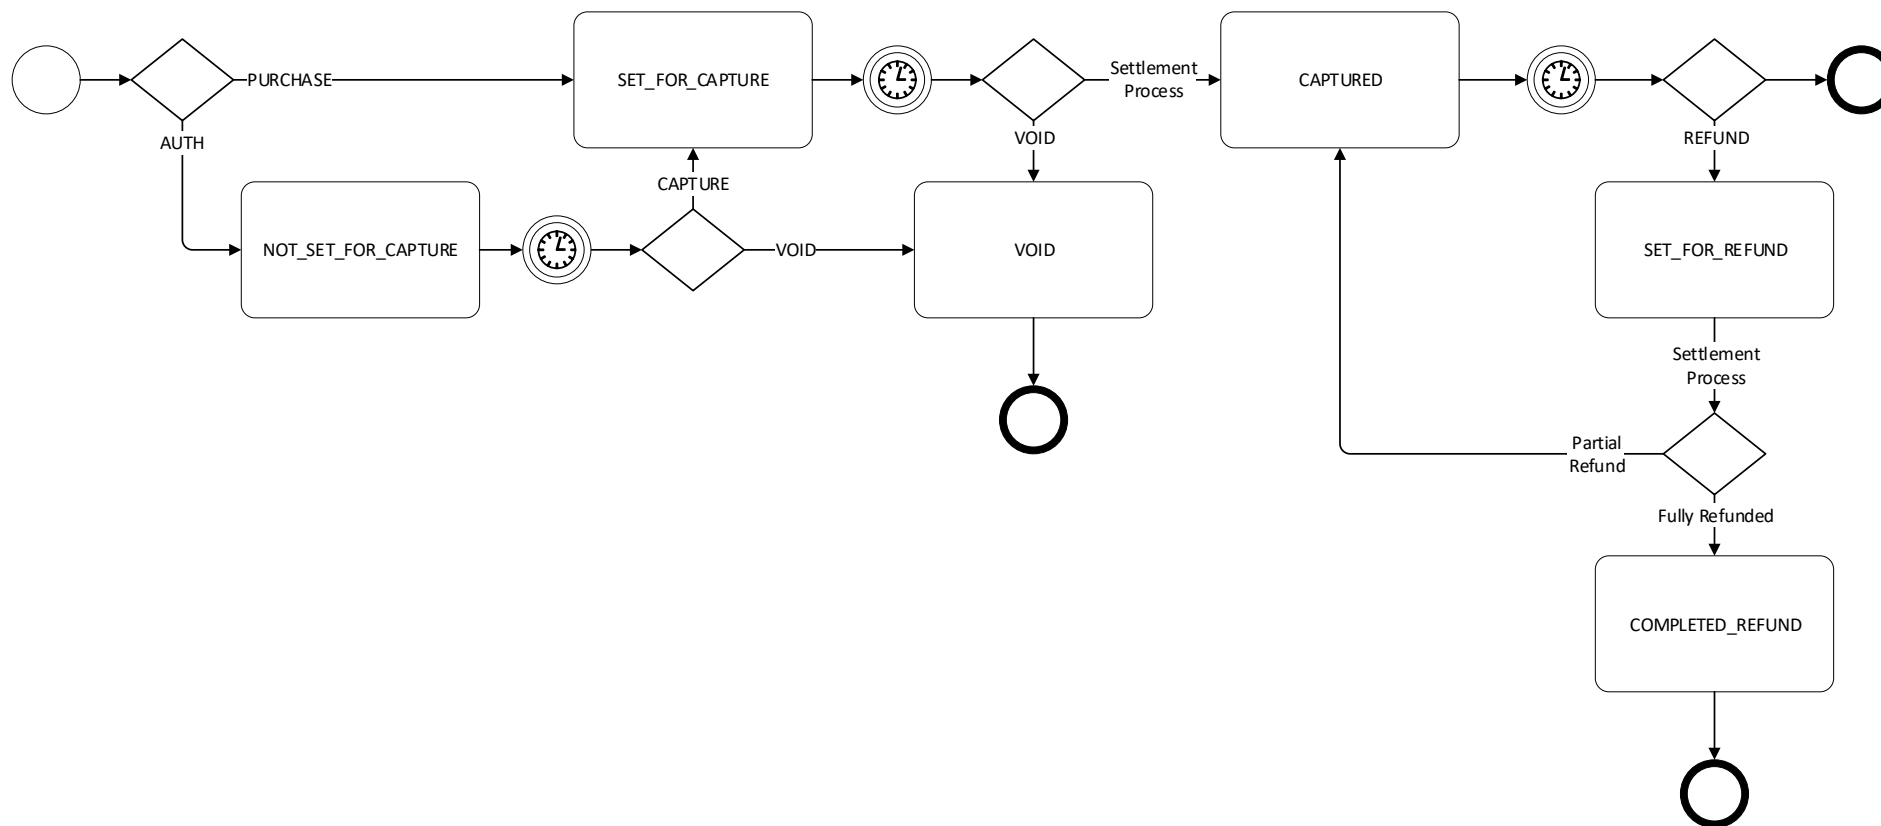 PURCHASE
SET_FOR_CAPTURE
Settlement
Process
CAPTURED
AUTH
VOID
REFUND
CAPTURE
NOT_SET_FOR_CAPTURE
VOID
VOID
SET_FOR_REFUND
Settlement
Process
Partial
Refund
Fully Refunded
COMPLETED_REFUND